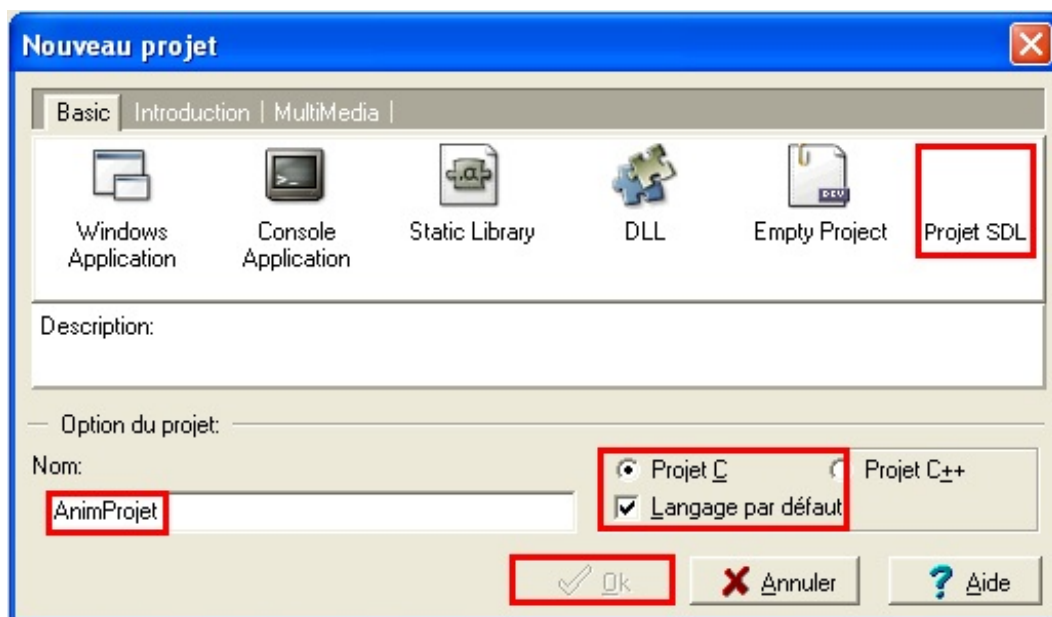 Nouveau projet
Basic Introduction MultiMedia
Windows Application
Console Application
Static Library
DLL
Empty Project
Projet SDL
Description:
Option du projet:
Nom:
AnimProjet
Projet C
Projet C++
Langage par défaut
Ok
Annuler
Aide